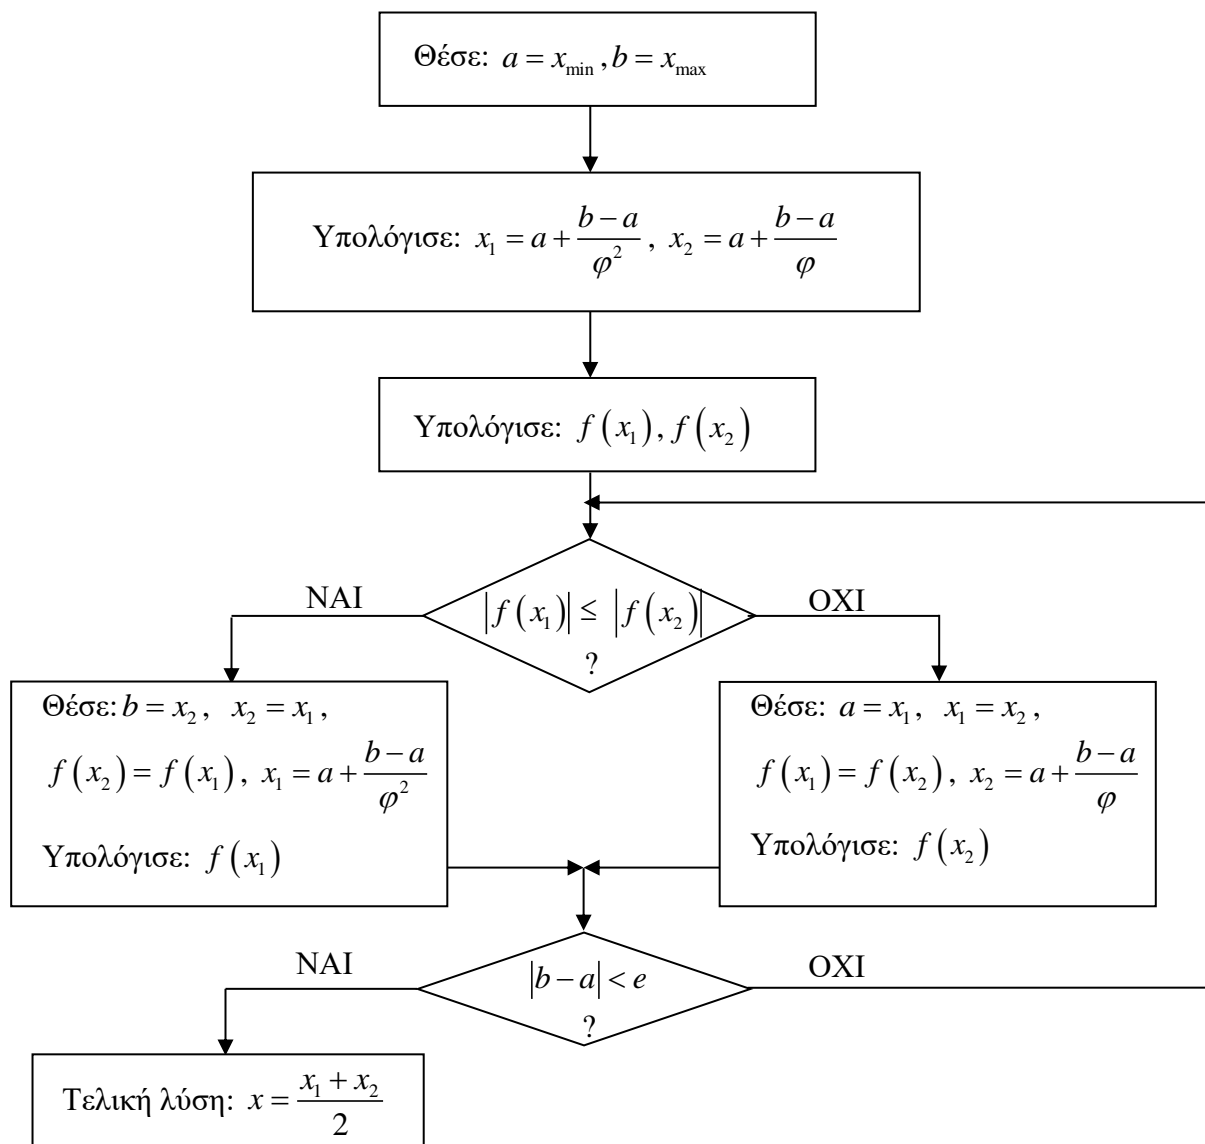 Θέσε: a = x_min , b = x_max
Υπολόγισε: x₁ = a + (b − a)/φ² , x₂ = a + (b − a)/φ
Υπολόγισε: f(x₁), f(x₂)
ΝΑΙ
|f(x₁)| ≤ |f(x₂)|
?
ΟΧΙ
Θέσε: b = x₂ , x₂ = x₁ ,
f(x₂) = f(x₁) , x₁ = a + (b − a)/φ²
Υπολόγισε: f(x₁)
Θέσε: a = x₁ , x₁ = x₂ ,
f(x₁) = f(x₂) , x₂ = a + (b − a)/φ
Υπολόγισε: f(x₂)
ΝΑΙ
|b − a| < e
?
ΟΧΙ
Τελική λύση: x = (x₁ + x₂)/2